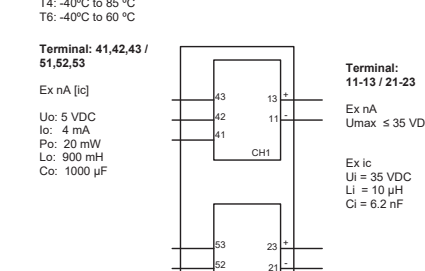 T4: -40ºC to 85 ºC
T6: -40ºC to 60 ºC
Terminal: 41,42,43 /
51,52,53
Ex nA [ic]
Uo: 5 VDC
Io: 4 mA
Po: 20 mW
Lo: 900 mH
Co: 1000 µF
43
42
41
13 +
11 -
CH1
Terminal:
11-13 / 21-23
Ex nA
Umax ≤ 35 VD
Ex ic
Ui = 35 VDC
Li = 10 µH
Ci = 6.2 nF
53
52
23 +
21 -